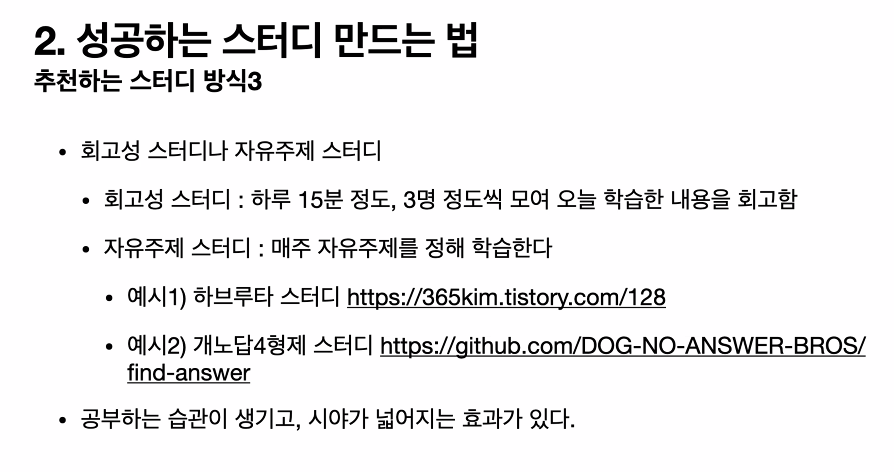 2. 성공하는 스터디 만드는 법
추천하는 스터디 방식3
• 회고성 스터디나 자유주제 스터디
• 회고성 스터디 : 하루 15분 정도, 3명 정도씩 모여 오늘 학습한 내용을 회고함
• 자유주제 스터디 : 매주 자유주제를 정해 학습한다
• 예시1) 하브루타 스터디 https://365kim.tistory.com/128
• 예시2) 개노답4형제 스터디 https://github.com/DOG-NO-ANSWER-BROS/
find-answer
• 공부하는 습관이 생기고, 시야가 넓어지는 효과가 있다.